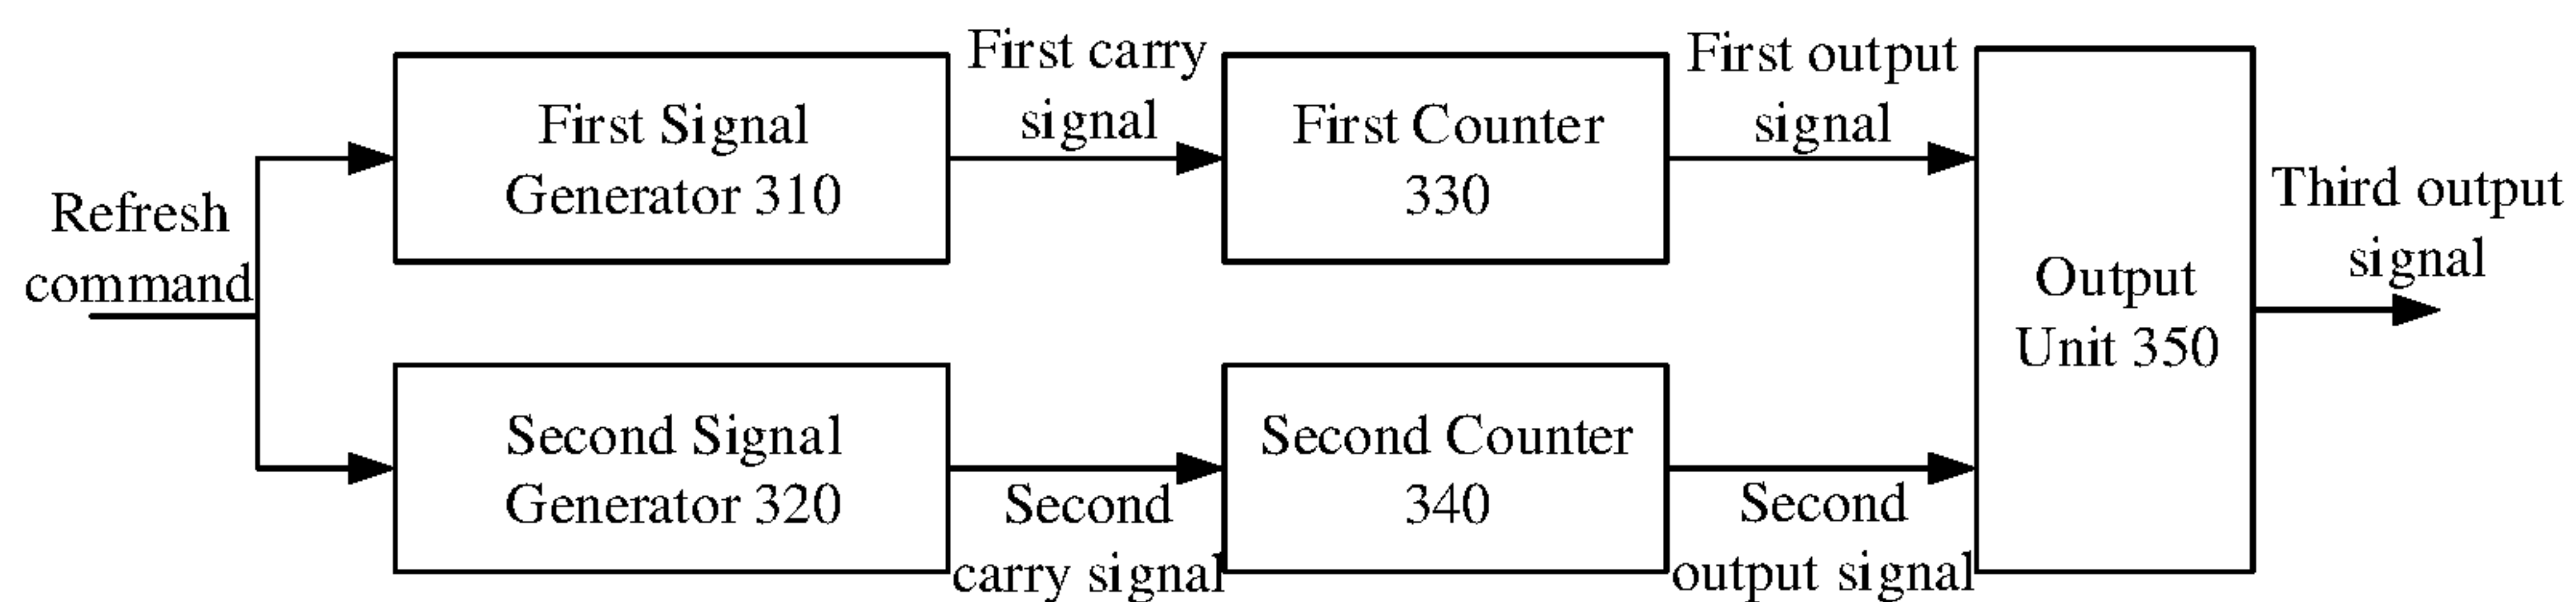 Refresh
command
First Signal
Generator 310
First carry
signal
First Counter
330
First output
signal
Second Signal
Generator 320
Second
carry signal
Second Counter
340
Second
output signal
Output
Unit 350
Third output
signal